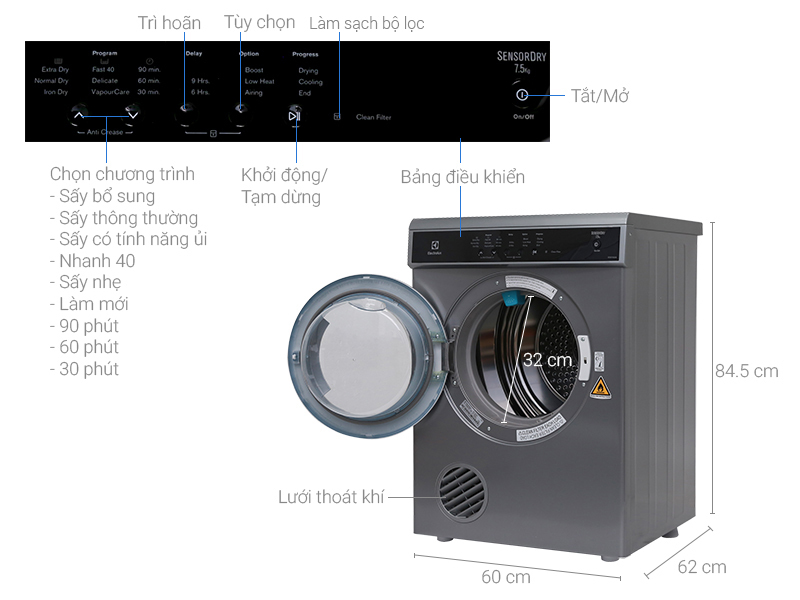 Trì hoãn
Tùy chọn
Làm sạch bộ lọc
Program
Delay
Option
Progress
SENSORDRY
7.5Kg
Extra Dry
Fast 40
90 min.
Boost
Drying
Normal Dry
Delicate
60 min.
9 Hrs.
Low Heat
Cooling
Iron Dry
VapourCare
30 min.
6 Hrs.
Airing
End
Clean Filter
On/Off
Anti Crease
Tắt/Mở
Chọn chương trình
- Sấy bổ sung
- Sấy thông thường
- Sấy có tính năng ủi
- Nhanh 40
- Sấy nhẹ
- Làm mới
- 90 phút
- 60 phút
- 30 phút
Khởi động/
Tạm dừng
Bảng điều khiển
Electrolux
32 cm
84.5 cm
Lưới thoát khí
60 cm
62 cm